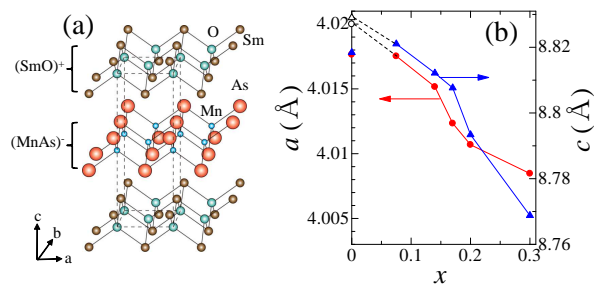 (a)
O
Sm
(SmO)⁺
As
Mn
(MnAs)⁻
c
b
a
(b)
4.02
4.015
4.01
4.005
a (Å)
8.82
8.8
8.78
8.76
c (Å)
0 0.1 0.2 0.3
x